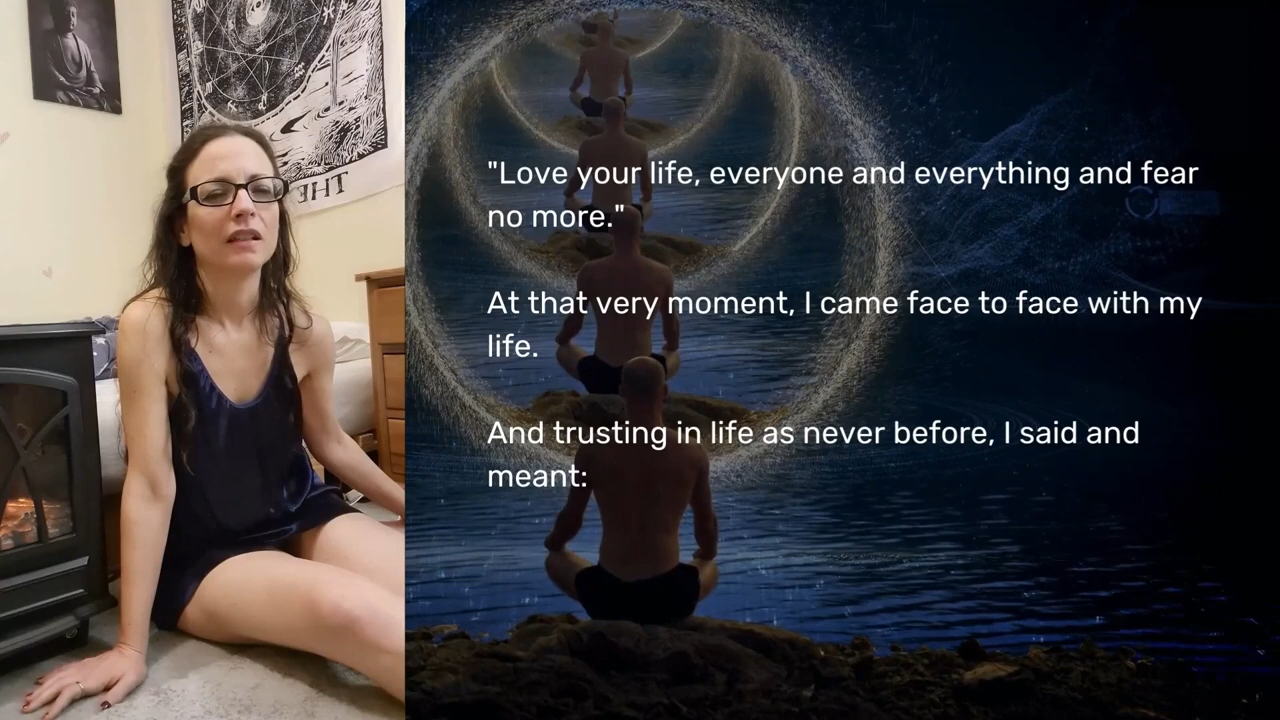 THE
"Love your life, everyone and everything and fear
no more."
At that very moment, I came face to face with my
life.
And trusting in life as never before, I said and
meant: